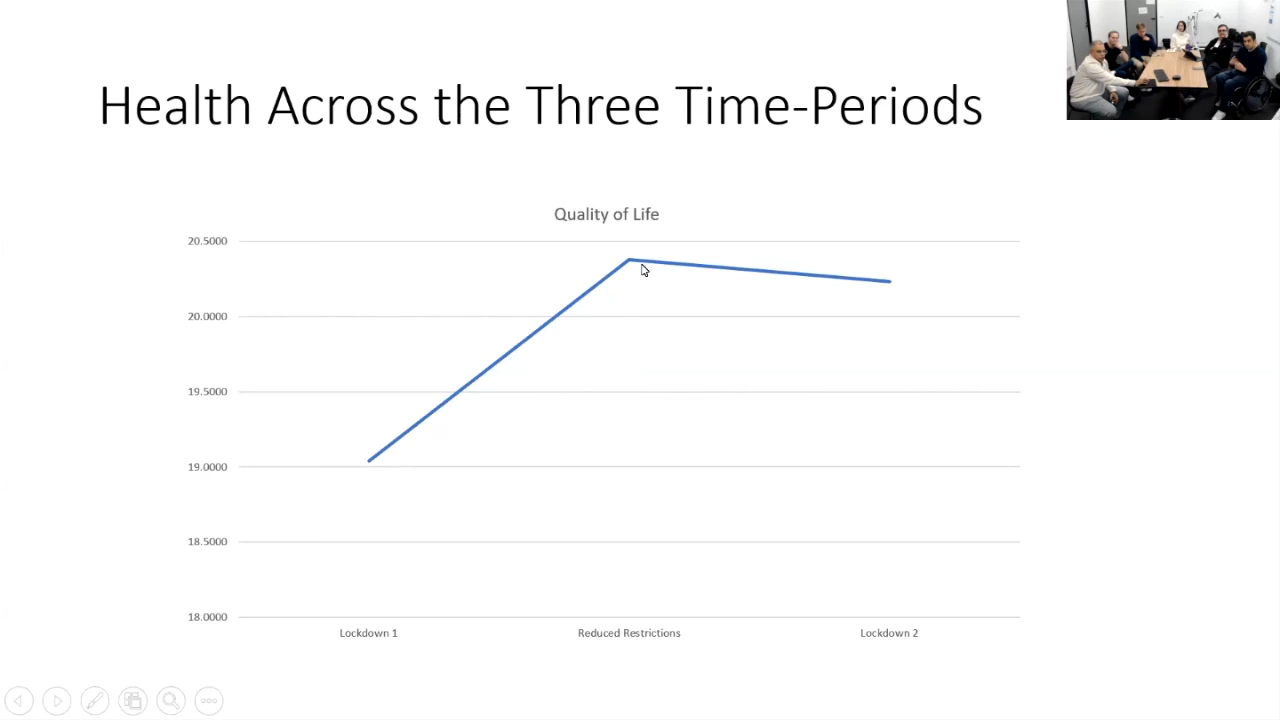 Health Across the Three Time-Periods
Quality of Life
20.5000
20.0000
19.5000
19.0000
18.5000
18.0000
Lockdown 1
Reduced Restrictions
Lockdown 2